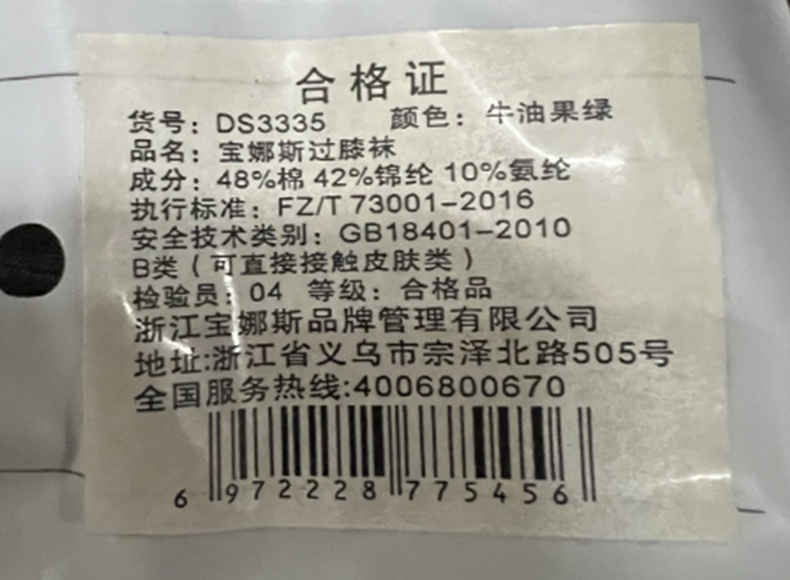 合格证
货号：DS3335 颜色：牛油果绿
品名：宝娜斯过膝袜
成分：48%棉 42%锦纶 10%氨纶
执行标准：FZ/T 73001-2016
安全技术类别：GB18401-2010
B类（可直接接触皮肤类）
检验员：04 等级：合格品
浙江宝娜斯品牌管理有限公司
地址:浙江省义乌市宗泽北路505号
全国服务热线:4006800670
6 972228 775456